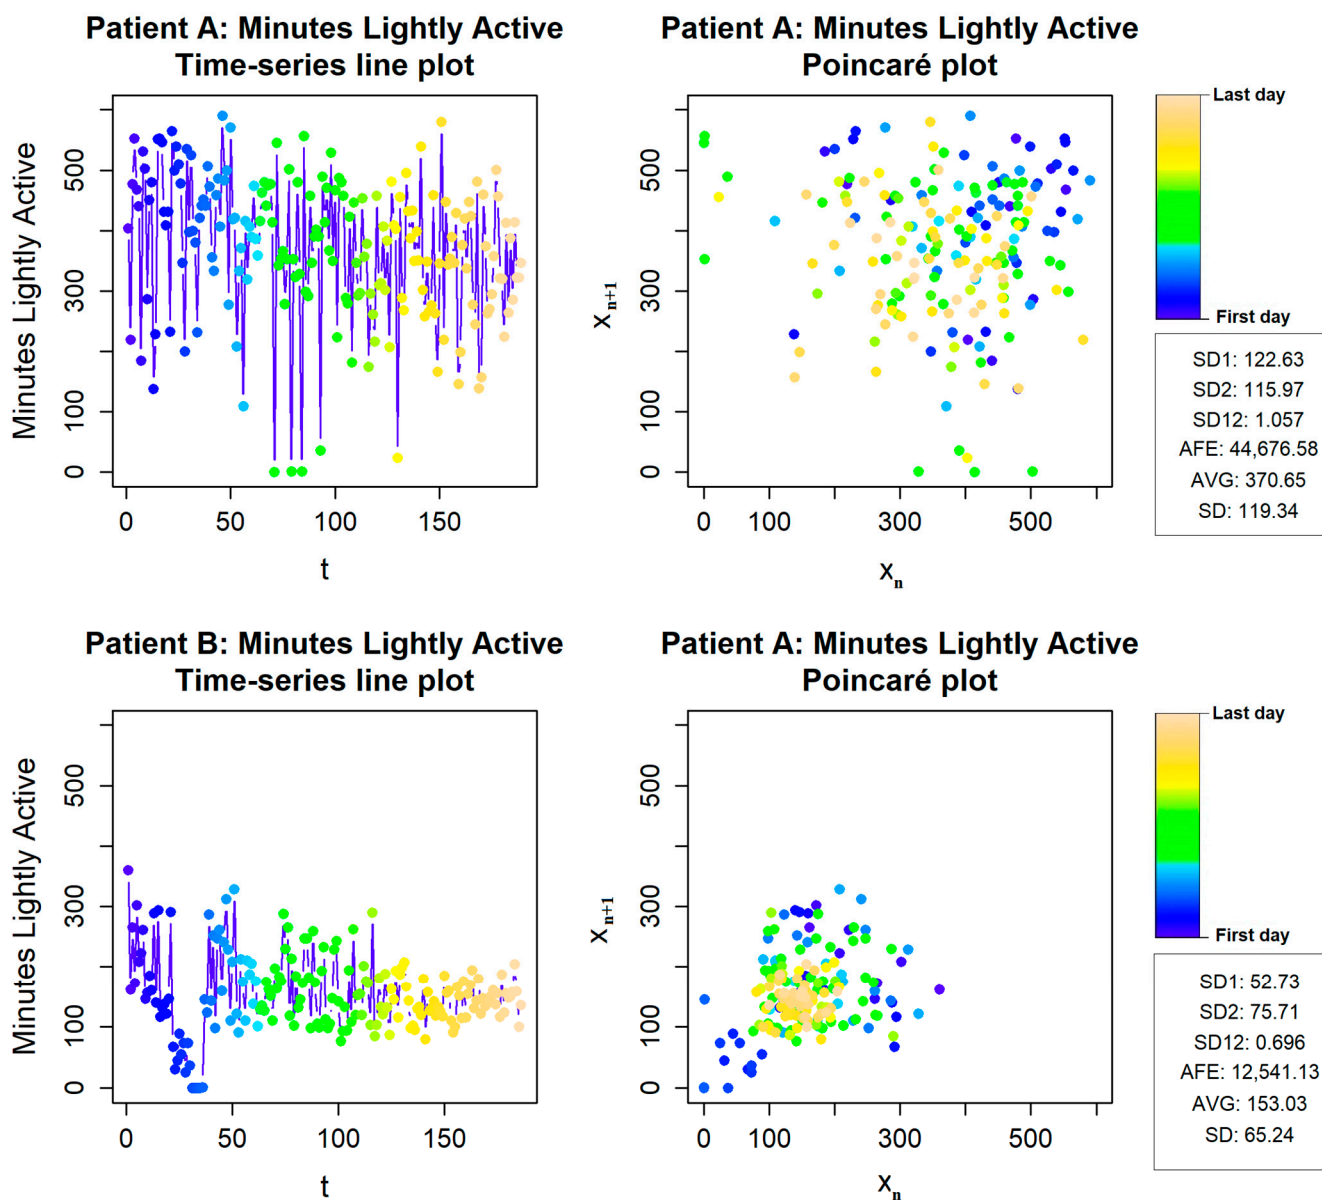 Patient A: Minutes Lightly Active
Time-series line plot
Minutes Lightly Active
500
300
100
0
0 50 100 150
t
Patient A: Minutes Lightly Active
Poincaré plot
xn+1
500
300
100
0
0 100 300 500
xn
Last day
First day
SD1: 122.63
SD2: 115.97
SD12: 1.057
AFE: 44,676.58
AVG: 370.65
SD: 119.34
Patient B: Minutes Lightly Active
Time-series line plot
Minutes Lightly Active
500
300
100
0
0 50 100 150
t
Patient A: Minutes Lightly Active
Poincaré plot
xn+1
500
300
100
0
0 100 300 500
xn
Last day
First day
SD1: 52.73
SD2: 75.71
SD12: 0.696
AFE: 12,541.13
AVG: 153.03
SD: 65.24